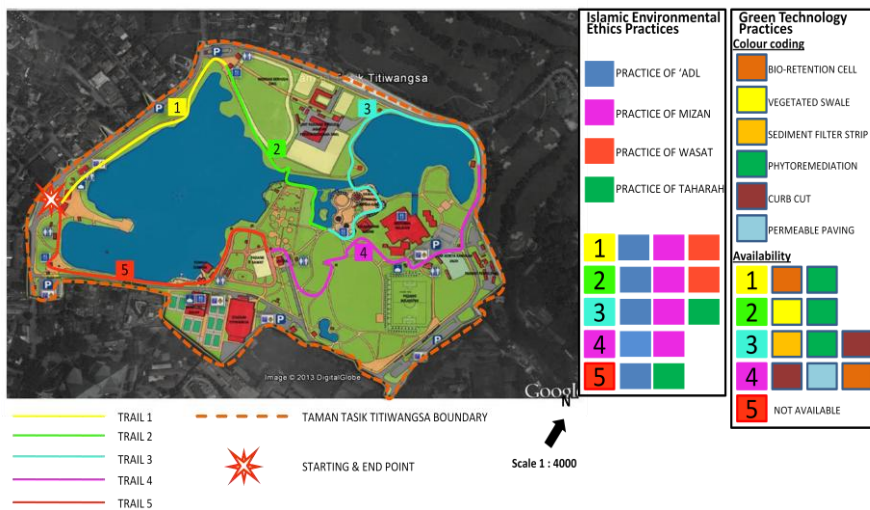 Taman Tasik Titiwangsa
1
2
3
4
5
P
P
P
P
P
P
P
Image © 2013 DigitalGlobe
Google
TRAIL 1
TRAIL 2
TRAIL 3
TRAIL 4
TRAIL 5
TAMAN TASIK TITIWANGSA BOUNDARY
STARTING & END POINT
N
Scale 1 : 4000
Islamic Environmental
Ethics Practices
PRACTICE OF ‘ADL
PRACTICE OF MIZAN
PRACTICE OF WASAT
PRACTICE OF TAHARAH
1
2
3
4
5
Green Technology
Practices
Colour coding
BIO-RETENTION CELL
VEGETATED SWALE
SEDIMENT FILTER STRIP
PHYTOREMEDIATION
CURB CUT
PERMEABLE PAVING
Availability
1
2
3
4
5 NOT AVAILABLE